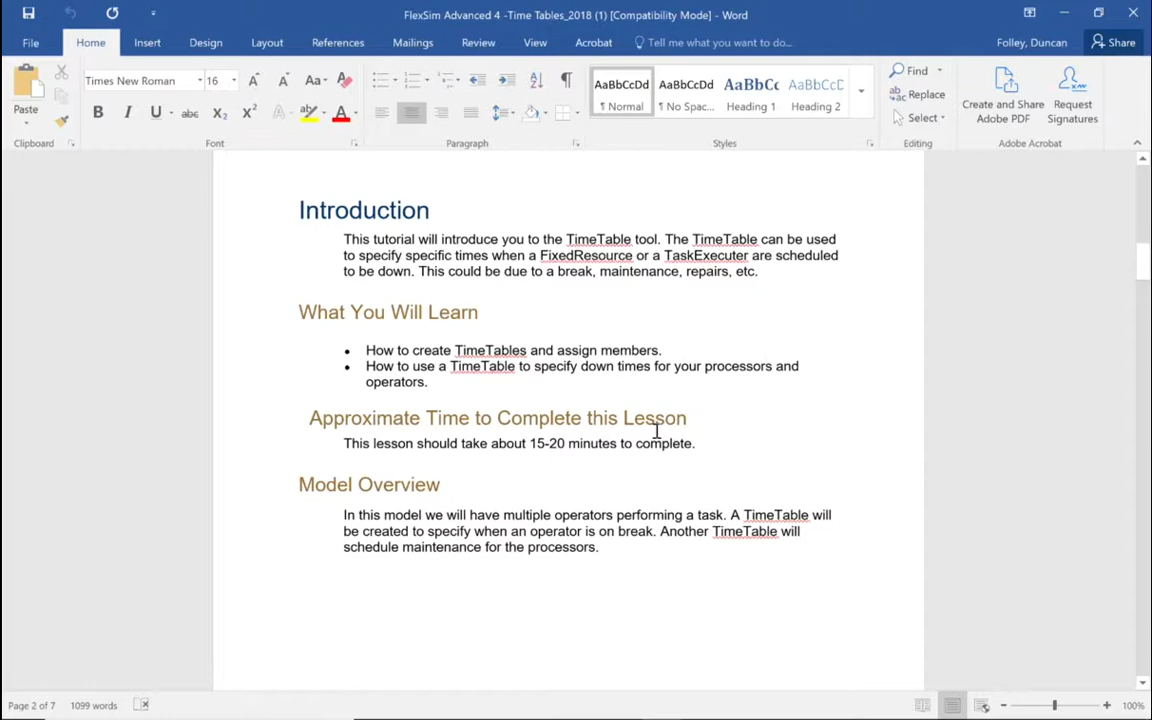 FlexSim Advanced 4 -Time Tables_2018 (1) [Compatibility Mode] - Word
File Home Insert Design Layout References Mailings Review View Acrobat Tell me what you want to do... Folley, Duncan Share
Times New Roman 16 Aa AaBbCcDd AaBbCcDd AaBbCc AaBbCcD Find
Paste ¶ Normal ¶ No Spac... Heading 1 Heading 2 Replace Create and Share Request
B I U abc X₂ X² A A Select Adobe PDF Signatures
Clipboard Font Paragraph Styles Editing Adobe Acrobat
Introduction
This tutorial will introduce you to the TimeTable tool. The TimeTable can be used
to specify specific times when a FixedResource or a TaskExecuter are scheduled
to be down. This could be due to a break, maintenance, repairs, etc.
What You Will Learn
• How to create TimeTables and assign members.
• How to use a TimeTable to specify down times for your processors and
operators.
Approximate Time to Complete this Lesson
This lesson should take about 15-20 minutes to complete.
Model Overview
In this model we will have multiple operators performing a task. A TimeTable will
be created to specify when an operator is on break. Another TimeTable will
schedule maintenance for the processors.
Page 2 of 7 1099 words 100%